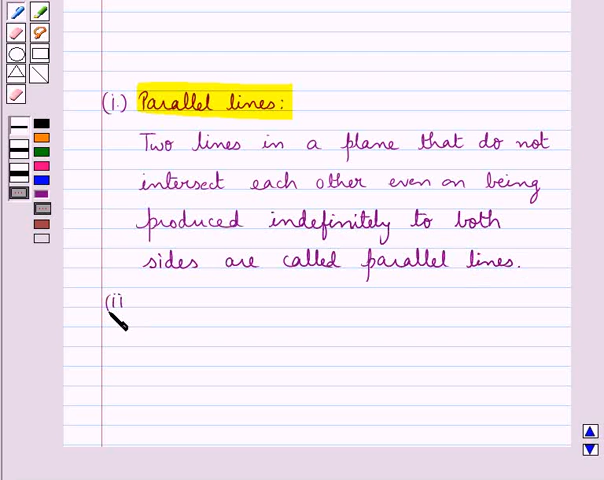 (i.) Parallel lines:
Two lines in a plane that do not
intersect each other even on being
produced indefinitely to both
sides are called parallel lines.
(ii